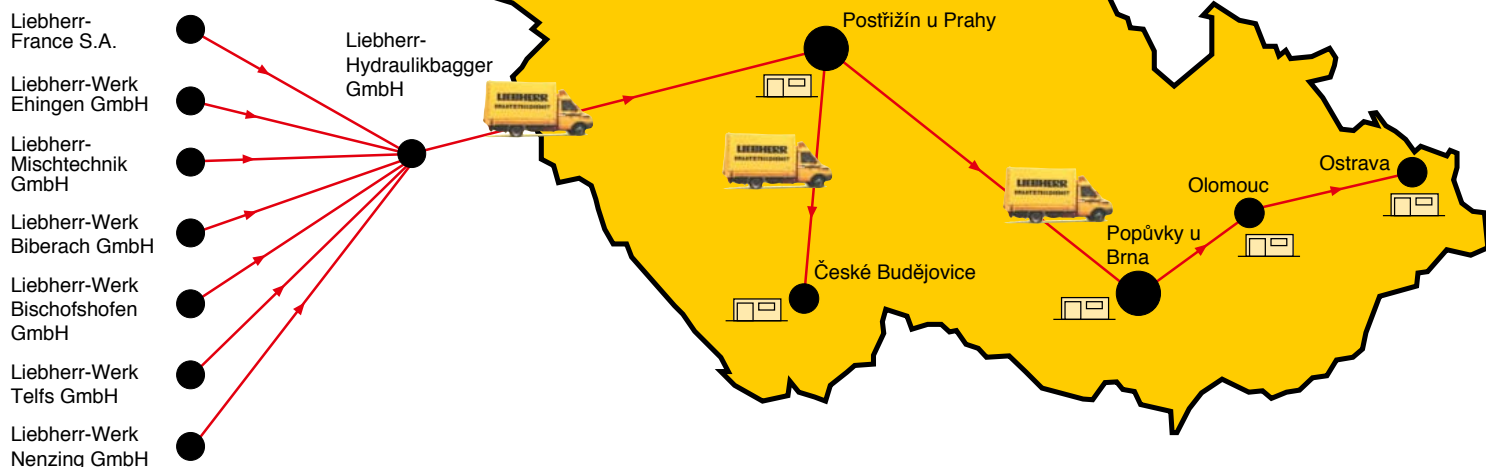 Liebherr-
France S.A.
Liebherr-Werk
Ehingen GmbH
Liebherr-
Mischtechnik
GmbH
Liebherr-Werk
Biberach GmbH
Liebherr-Werk
Bischofshofen
GmbH
Liebherr-Werk
Telfs GmbH
Liebherr-Werk
Nenzing GmbH
Liebherr-
Hydraulikbagger
GmbH
LIEBHERR
Postřižín u Prahy
LIEBHERR
České Budějovice
LIEBHERR
Popůvky u
Brna
Olomouc
Ostrava